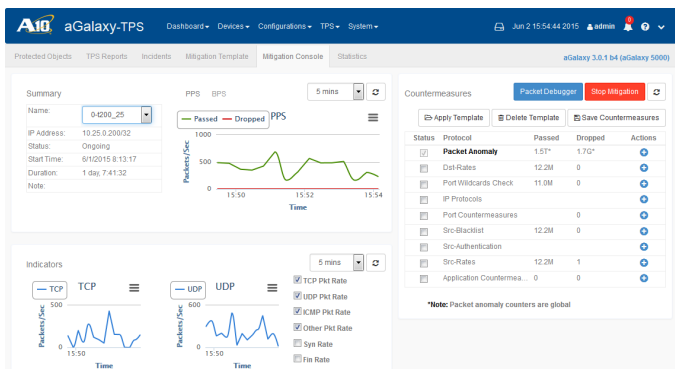 A10 aGalaxy-TPS Dashboard Devices Configurations TPS System Jun 2 15:54:44 2015 admin
Protected Objects TPS Reports Incidents Mitigation Template Mitigation Console Statistics aGalaxy 3.0.1 b4 (aGalaxy 5000)
Summary
Name: 0-t200_25
IP Address: 10.25.0.200/32
Status: Ongoing
Start Time: 6/1/2015 8:13:17
Duration: 1 day, 7:41:32
Note:
PPS BPS 5 mins
Passed Dropped PPS
Packets/Sec
1000
500
0
15:50 15:52 15:54
Time
Countermeasures Packet Debugger Stop Mitigation
Apply Template Delete Template Save Countermeasures
Status Protocol Passed Dropped Actions
Packet Anomaly 1.5T* 1.7G*
Dst-Rates 12.2M 0
Port Wildcards Check 11.0M 0
IP Protocols
Port Countermeasures 0
Src-Blacklist 12.2M 0
Src-Authentication
Src-Rates 12.2M 1
Application Countermea... 0 0
*Note: Packet anomaly counters are global
Indicators 5 mins
TCP TCP
Packets/Sec
500
0
15:50
Time
UDP UDP
Packets/Sec
600
0
15:50
Time
TCP Pkt Rate
UDP Pkt Rate
ICMP Pkt Rate
Other Pkt Rate
Syn Rate
Fin Rate